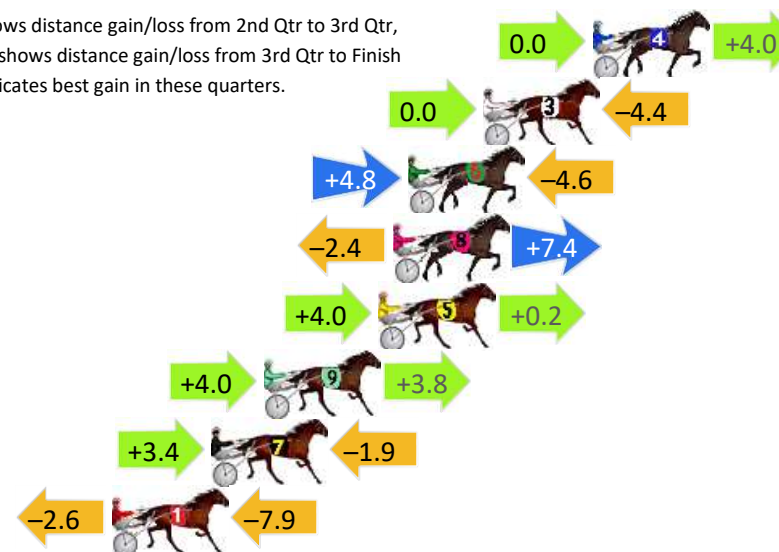 ows distance gain/loss from 2nd Qtr to 3rd Qtr,
shows distance gain/loss from 3rd Qtr to Finish
icates best gain in these quarters.
0.0 4 +4.0
0.0 3 –4.4
+4.8 6 –4.6
–2.4 8 +7.4
+4.0 5 +0.2
+4.0 9 +3.8
+3.4 7 –1.9
–2.6 1 –7.9